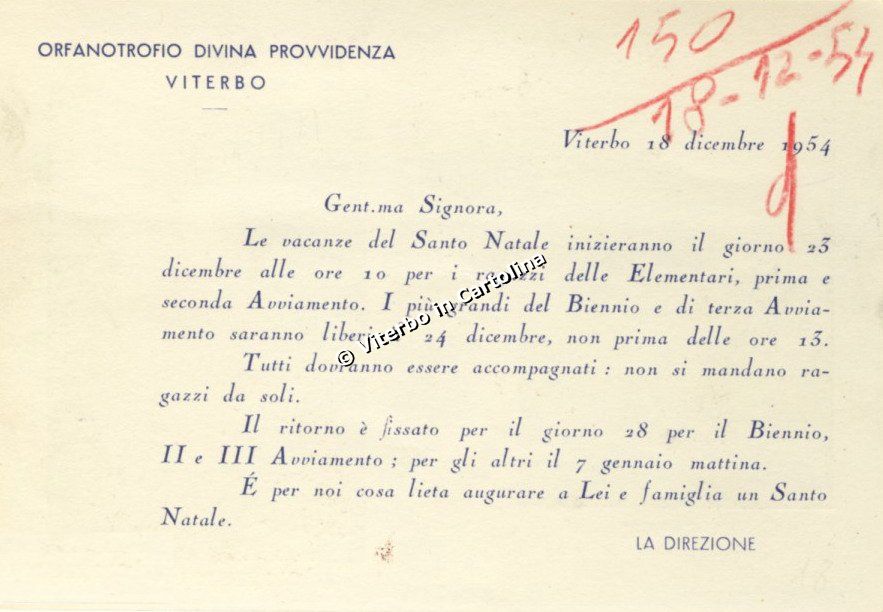 ORFANOTROFIO DIVINA PROVVIDENZA
VITERBO
150
18-12-54
Viterbo 18 dicembre 1954
Gent.ma Signora,
Le vacanze del Santo Natale inizieranno il giorno 23
dicembre alle ore 10 per i ragazzi delle Elementari, prima e
seconda Avviamento. I più grandi del Biennio e di terza Avvia-
mento saranno liberi 24 dicembre, non prima delle ore 13.
Tutti dovranno essere accompagnati : non si mandano ra-
gazzi da soli.
Il ritorno è fissato per il giorno 28 per il Biennio,
II e III Avviamento ; per gli altri il 7 gennaio mattina.
É per noi cosa lieta augurare a Lei e famiglia un Santo
Natale.
LA DIREZIONE
© Viterbo in Cartolina